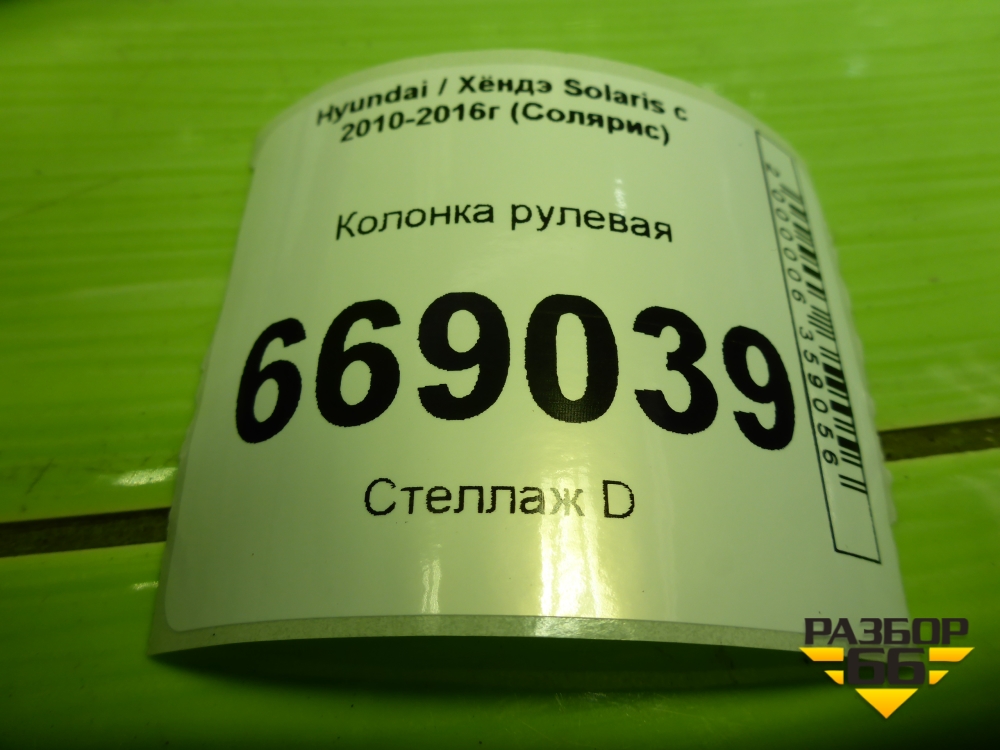 Hyundai / Хёндэ Solaris с
2010-2016г (Солярис)
Колонка рулевая
669039
Стеллаж D
2000006359056
РАЗБОР
66